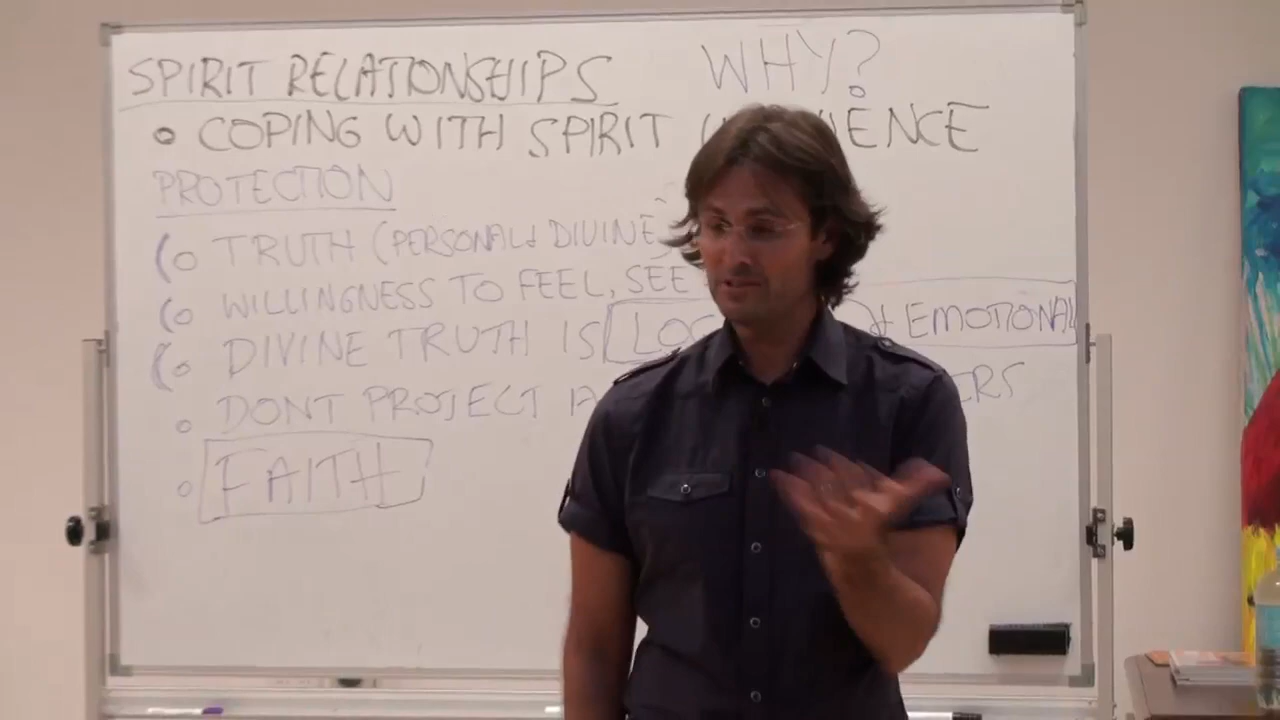 SPIRIT RELATIONSHIPS WHY?
COPING WITH SPIRIT
PROTECTION
TRUTH (PERSONAL & DIVINE)
WILLINGNESS TO FEEL, SEE
DIVINE TRUTH IS & EMOTIONAL
DONT PROJECT
FAITH